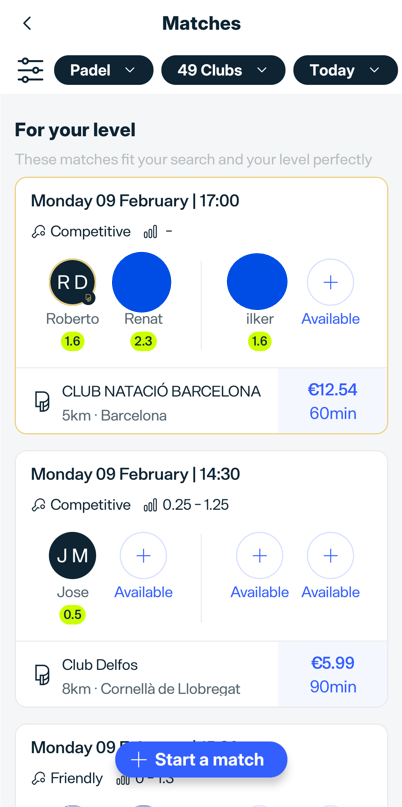 Matches
Padel
49 Clubs
Today
For your level
These matches fit your search and your level perfectly
Monday 09 February | 17:00
Competitive -
R D
Roberto Renat ilker Available
1.6 2.3 1.6
CLUB NATACIÓ BARCELONA
5km · Barcelona
€12.54
60min
Monday 09 February | 14:30
Competitive 0.25 - 1.25
J M
Jose Available Available Available
0.5
Club Delfos
8km · Cornellà de Llobregat
€5.99
90min
Monday 09
Start a match
Friendly